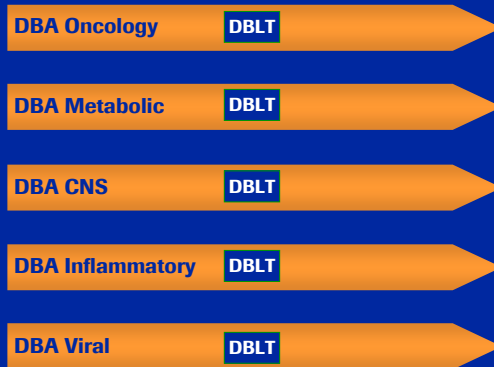 DBA Oncology DBLT
DBA Metabolic DBLT
DBA CNS DBLT
DBA Inflammatory DBLT
DBA Viral DBLT